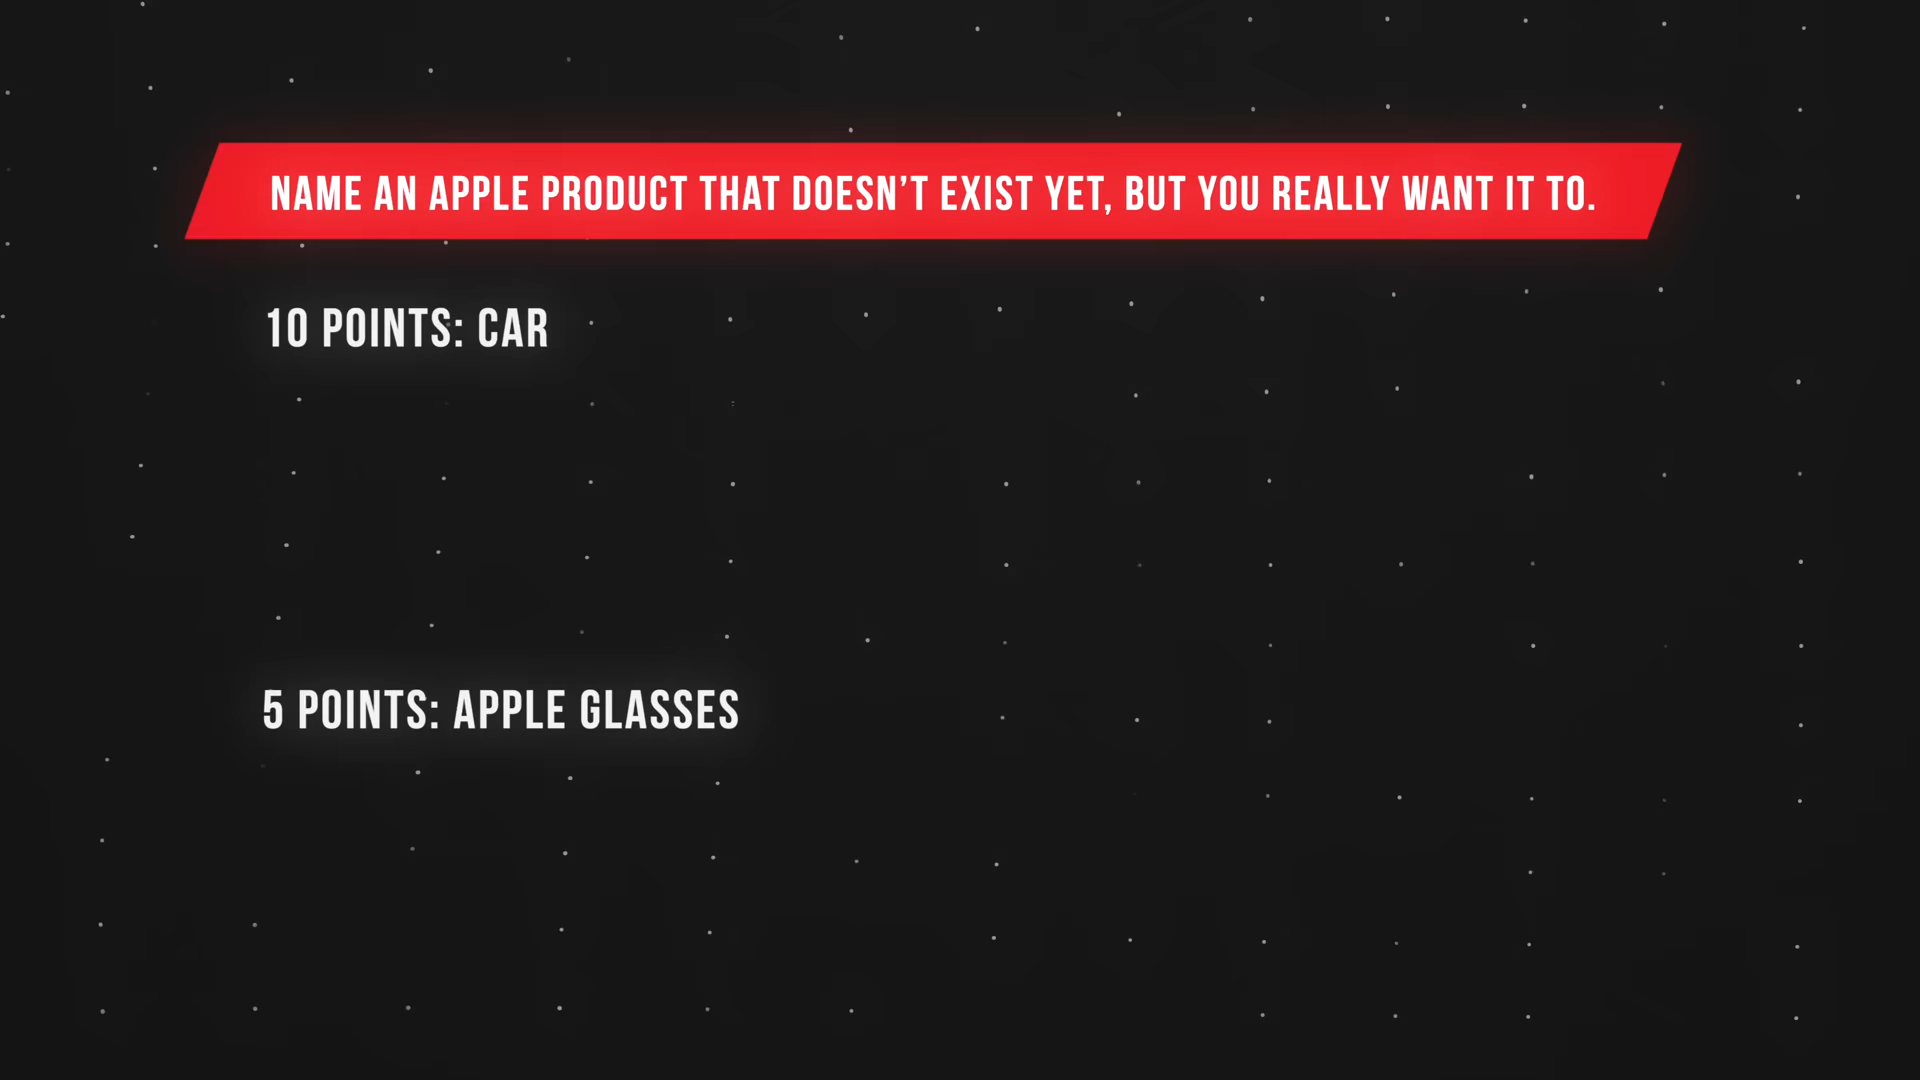 NAME AN APPLE PRODUCT THAT DOESN’T EXIST YET, BUT YOU REALLY WANT IT TO.
10 POINTS: CAR
5 POINTS: APPLE GLASSES